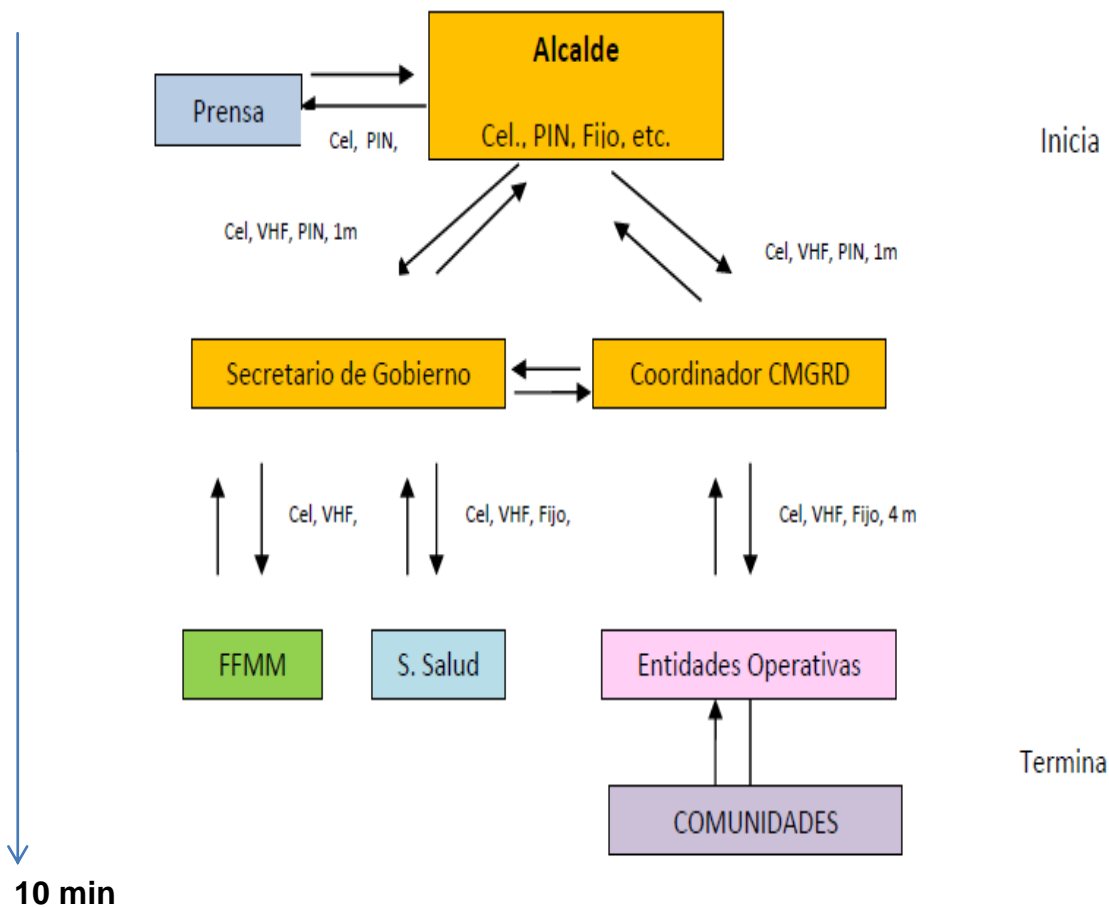 Alcalde
Prensa
Cel., PIN, Fijo, etc.
Cel, PIN,
Inicia
Cel, VHF, PIN, 1m
Cel, VHF, PIN, 1m
Secretario de Gobierno
Coordinador CMGRD
Cel, VHF,
Cel, VHF, Fijo,
Cel, VHF, Fijo, 4 m
FFMM
S. Salud
Entidades Operativas
Termina
COMUNIDADES
10 min